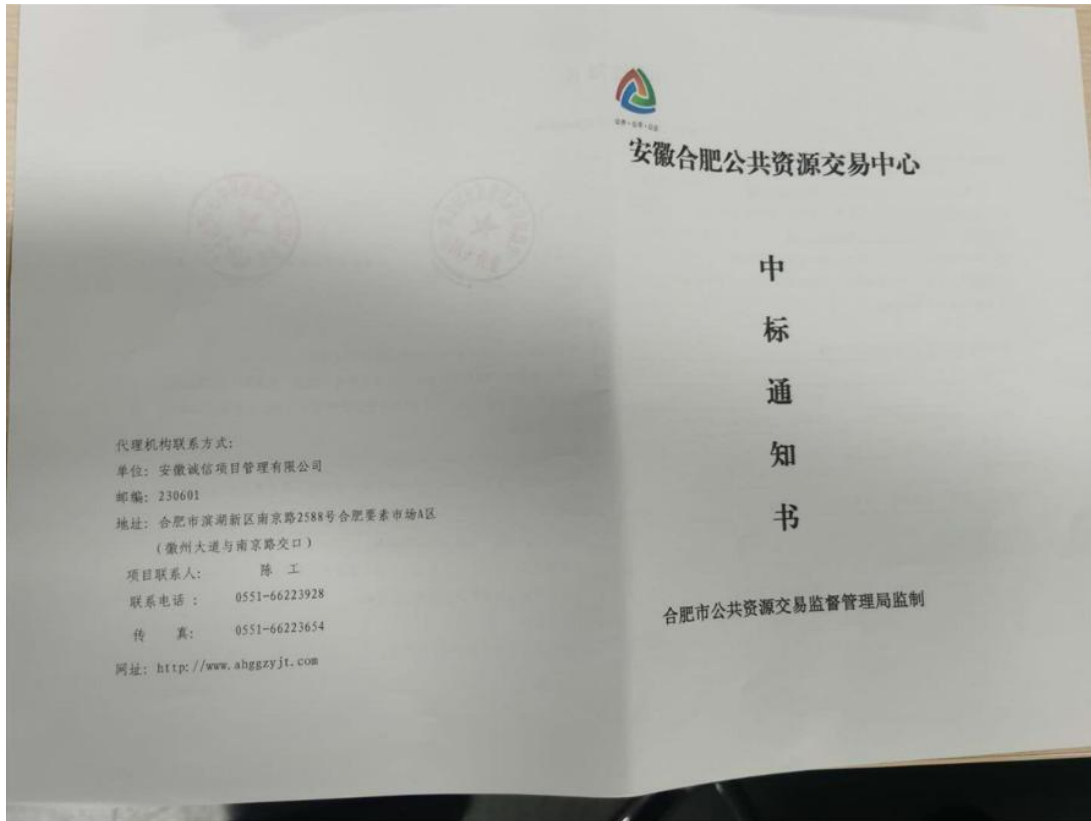 安徽合肥公共资源交易中心
中
标
通
知
书
合肥市公共资源交易监督管理局监制
代理机构联系方式:
单位: 安徽诚信项目管理有限公司
邮编: 230601
地址: 合肥市滨湖新区南京路2588号合肥要素市场A区
(徽州大道与南京路交口)
项目联系人: 陈 工
联系电话 : 0551-66223928
传 真: 0551-66223654
网址: http://www.ahggzyjt.com